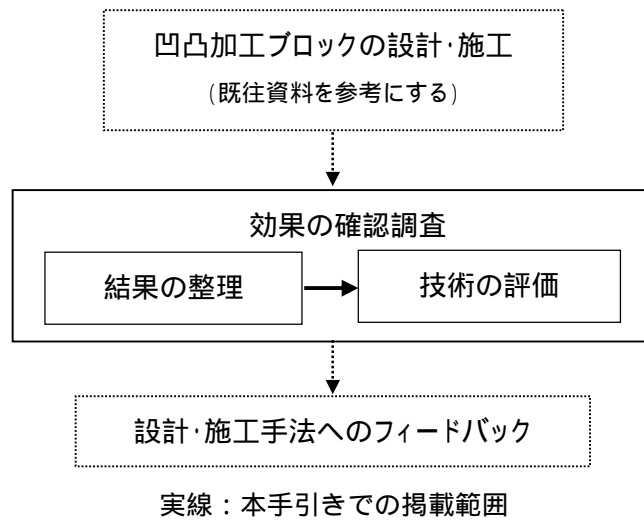 凹凸加工ブロックの設計･施工
(既往資料を参考にする)
効果の確認調査
結果の整理
技術の評価
設計･施工手法へのフィードバック
実線：本手引きでの掲載範囲